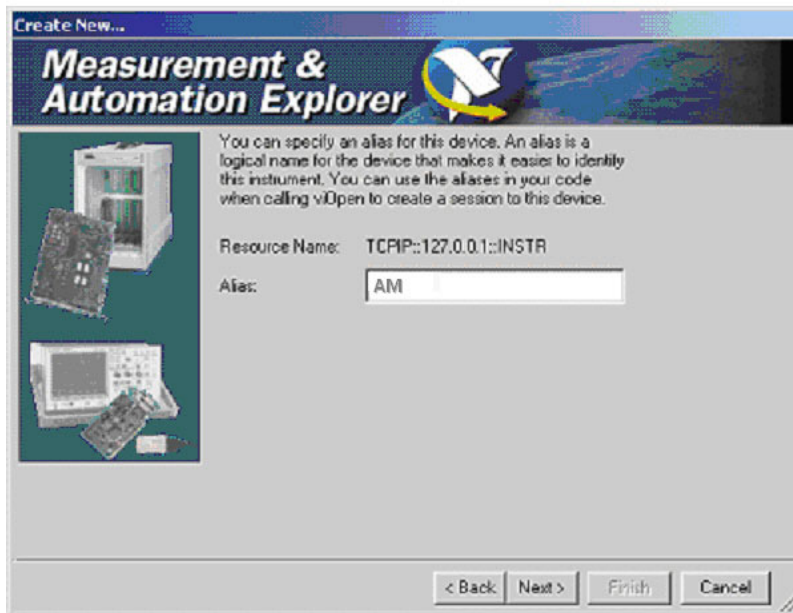 Create New...
Measurement &
Automation Explorer
You can specify an alias for this device. An alias is a
logical name for the device that makes it easier to identify
this instrument. You can use the aliases in your code
when calling viOpen to create a session to this device.
Resource Name: TCPIP::127.0.0.1::INSTR
Alias: AM
< Back Next > Finish Cancel